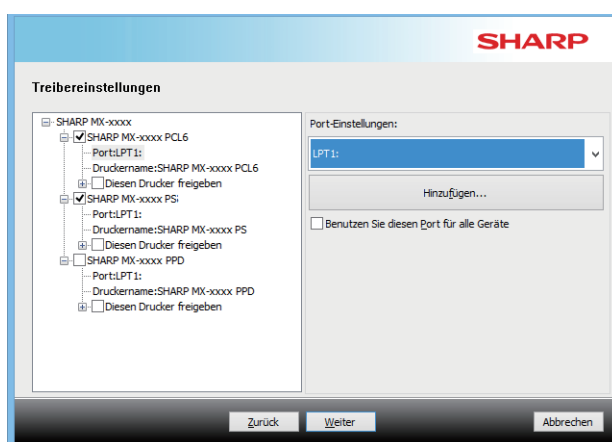 SHARP
Treibereinstellungen
SHARP MX-xxxx
SHARP MX-xxxx PCL6
Port:LPT1:
Druckername:SHARP MX-xxxx PCL6
Diesen Drucker freigeben
SHARP MX-xxxx PS
Port:LPT1:
Druckername:SHARP MX-xxxx PS
Diesen Drucker freigeben
SHARP MX-xxxx PPD
Port:LPT1:
Druckername:SHARP MX-xxxx PPD
Diesen Drucker freigeben
Port-Einstellungen:
LPT1:
Hinzufügen...
Benutzen Sie diesen Port für alle Geräte
Zurück Weiter Abbrechen